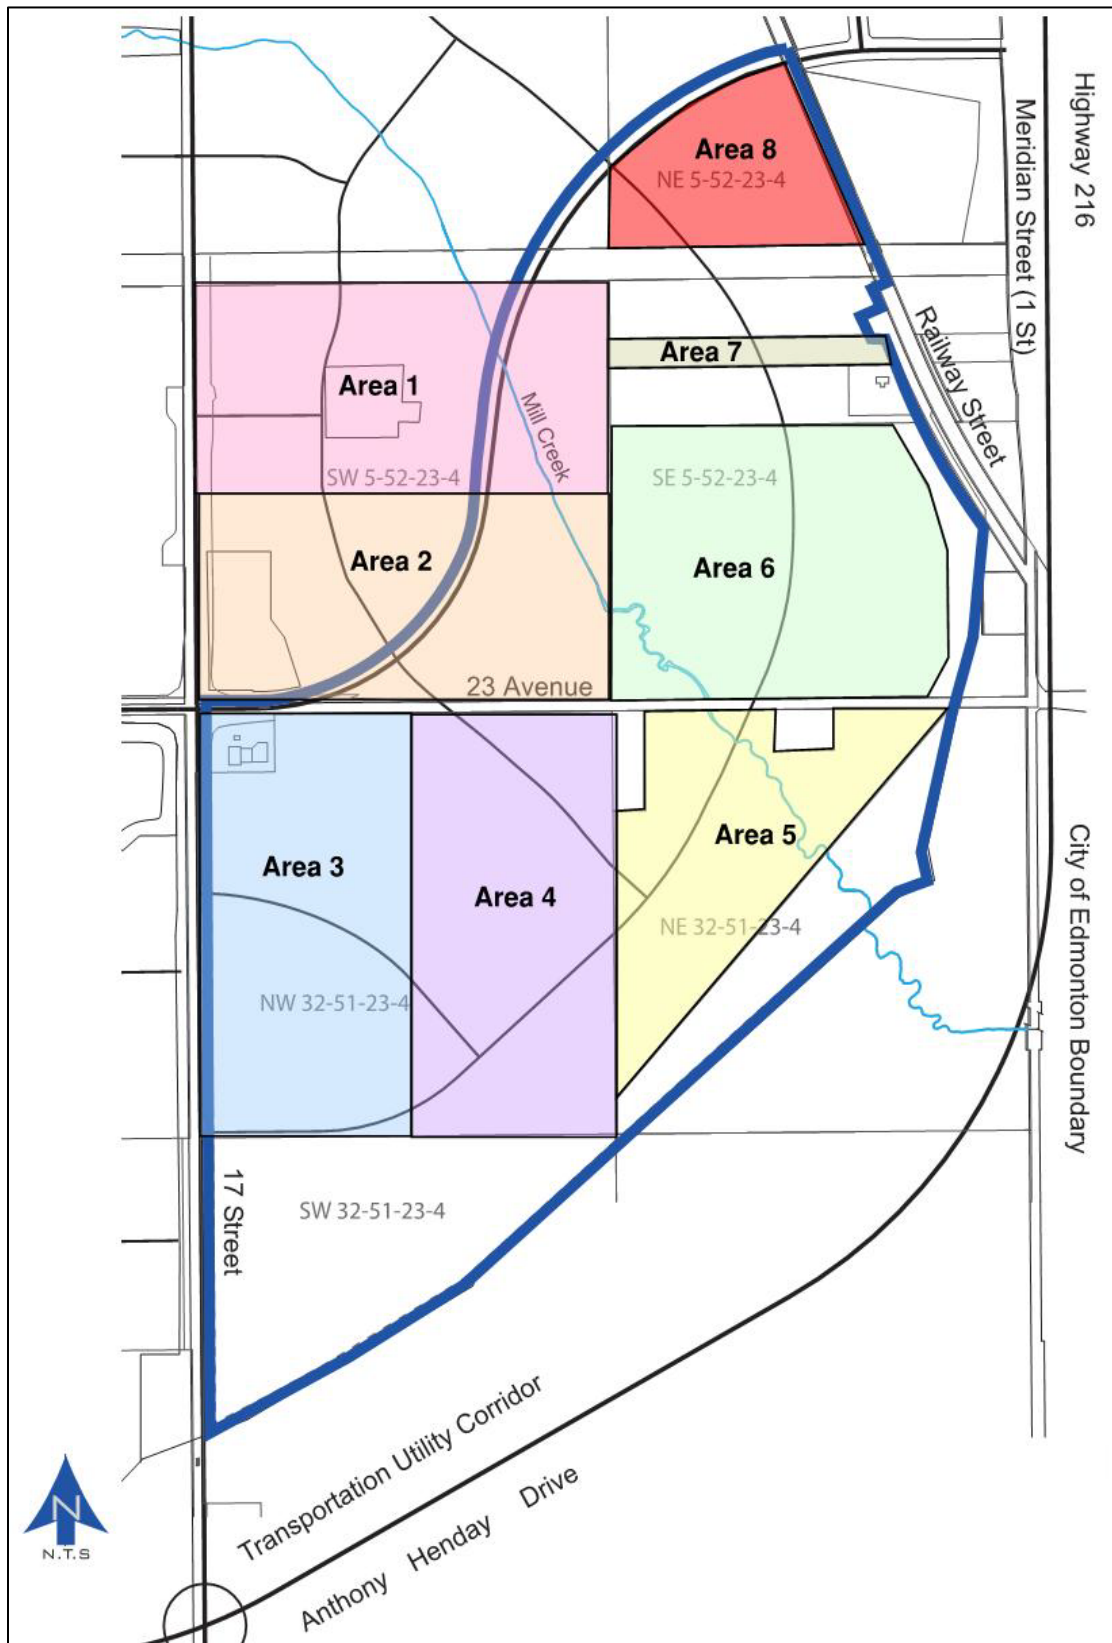 Highway 216
Meridian Street (1 St)
Area 8
NE 5-52-23-4
Railway Street
Area 7
Area 1
Mill Creek
SW 5-52-23-4
SE 5-52-23-4
Area 2
Area 6
23 Avenue
Area 5
Area 3
Area 4
NE 32-51-23-4
City of Edmonton Boundary
NW 32-51-23-4
17 Street
SW 32-51-23-4
Transportation Utility Corridor
Anthony Henday Drive
N
N.T.S